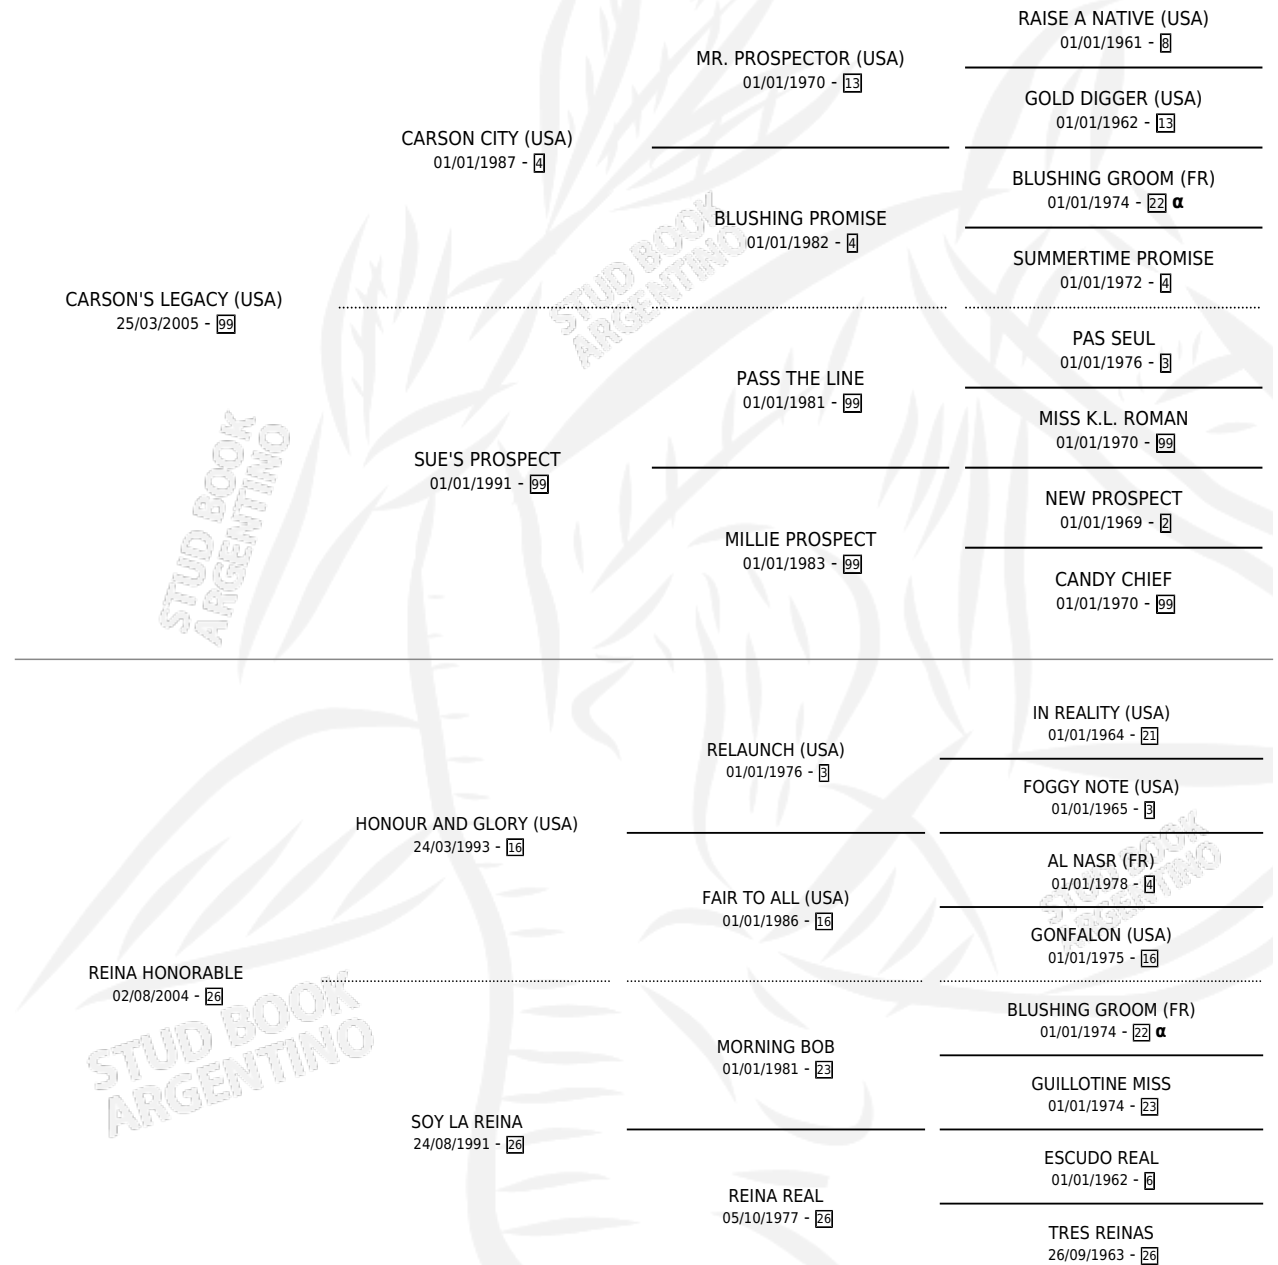 RAISE A NATIVE (USA)
01/01/1961 - 8
MR. PROSPECTOR (USA)
01/01/1970 - 13
GOLD DIGGER (USA)
01/01/1962 - 13
CARSON CITY (USA)
01/01/1987 - 4
BLUSHING GROOM (FR)
01/01/1974 - 22 α
BLUSHING PROMISE
01/01/1982 - 4
SUMMERTIME PROMISE
01/01/1972 - 4
CARSON'S LEGACY (USA)
25/03/2005 - 99
PAS SEUL
01/01/1976 - 3
PASS THE LINE
01/01/1981 - 99
MISS K.L. ROMAN
01/01/1970 - 99
SUE'S PROSPECT
01/01/1991 - 99
NEW PROSPECT
01/01/1969 - 2
MILLIE PROSPECT
01/01/1983 - 99
CANDY CHIEF
01/01/1970 - 99
IN REALITY (USA)
01/01/1964 - 21
RELAUNCH (USA)
01/01/1976 - 3
FOGGY NOTE (USA)
01/01/1965 - 3
HONOUR AND GLORY (USA)
24/03/1993 - 16
AL NASR (FR)
01/01/1978 - 4
FAIR TO ALL (USA)
01/01/1986 - 16
GONFALON (USA)
01/01/1975 - 16
REINA HONORABLE
02/08/2004 - 26
BLUSHING GROOM (FR)
01/01/1974 - 22 α
MORNING BOB
01/01/1981 - 23
GUILLOTINE MISS
01/01/1974 - 23
SOY LA REINA
24/08/1991 - 26
ESCUDO REAL
01/01/1962 - 6
REINA REAL
05/10/1977 - 26
TRES REINAS
26/09/1963 - 26
STUD BOOK
ARGENTINO
STUD BOOK
ARGENTINO
STUD BOOK
ARGENTINO
STUD BOOK
ARGENTINO